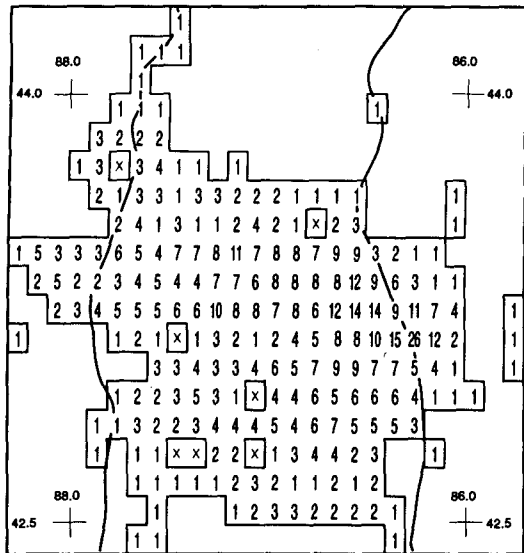 1
1 1 1
88.0 86.0
1
44.0 44.0
1 1 1 1
3 2 2 2
1 3 x 3 4 1 1 1
2 1 3 3 1 3 3 2 2 2 1 1 1 1 1
2 4 1 3 1 1 2 4 2 1 x 2 3 1
1 5 3 3 3 6 5 4 7 7 8 11 7 8 8 7 9 9 3 2 1 1
2 5 2 2 3 4 5 4 4 7 7 6 8 8 8 8 12 9 6 3 1 1
2 3 4 5 5 5 6 6 10 8 8 7 8 6 12 14 14 9 11 7 4 1
1 1 2 1 x 1 3 2 1 2 4 5 8 8 10 15 26 12 2 1
3 3 4 3 3 4 6 5 7 9 9 7 7 5 4 1
1 2 2 3 5 3 1 x 4 4 6 5 6 6 6 4 1 1 1
1 1 3 2 2 3 4 4 4 5 4 6 7 5 5 5 3
1 1 1 x x 2 2 x 1 3 4 4 2 3 1
1 1 1 1 1 2 3 2 1 1 2 1 2
88.0 86.0
1 1 2 3 3 2 2 2 2 1
42.5 42.5
1 1 1